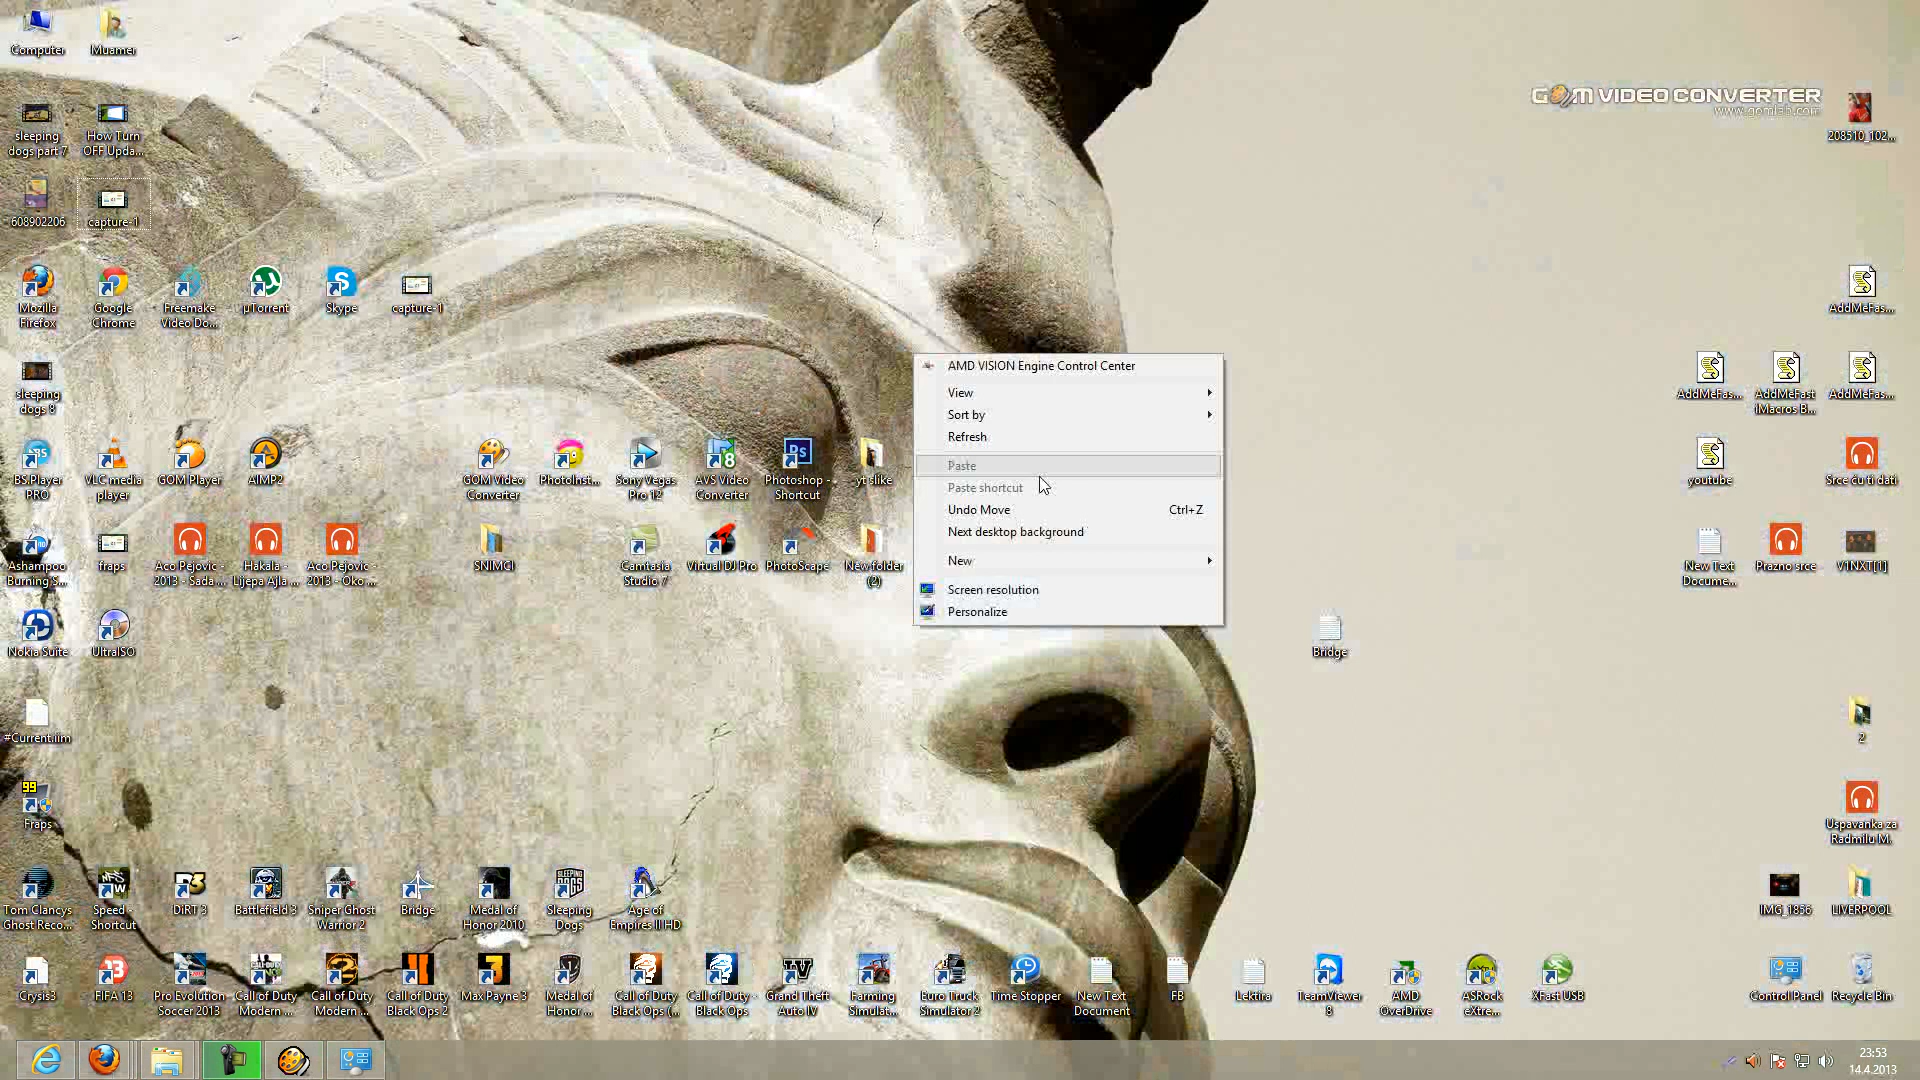 Computer
Muamer
GOM VIDEO CONVERTER
www.gomlab.com
208510_102...
sleeping
dogs part 7
How Turn
OFF Upda...
608902206
capture-1
Mozilla
Firefox
Google
Chrome
Freemake
Video Do...
µTorrent
Skype
capture-1
AddMeFas...
sleeping
dogs 8
AMD VISION Engine Control Center
View
Sort by
Refresh
Paste
Paste shortcut
Undo Move Ctrl+Z
Next desktop background
New
Screen resolution
Personalize
AddMeFas...
AddMeFast
iMacros B...
AddMeFas...
BS.Player
PRO
VLC media
player
GOM Player
AIMP2
GOM Video
Converter
PhotoInst...
Sony Vegas
Pro 12
AVS Video
Converter
Photoshop -
Shortcut
yt slike
youtube
Srce cu ti dati
Ashampoo
Burning S...
fraps
Aco Pejovic -
2013 - Sada ...
Hakala -
Lijepa Ajla ...
Aco Pejovic -
2013 - Oko ...
SNIMCI
Camtasia
Studio 7
Virtual DJ Pro
PhotoScape
New folder
(2)
New Text
Docume...
Prazno srce
V1NXT[1]
Nokia Suite
UltraISO
Bridge
#Current.iim
2
99
Fraps
Uspavanka za
Radmilu M.
Tom Clancys
Ghost Reco...
Speed -
Shortcut
DiRT 3
Battlefield 3
Sniper Ghost
Warrior 2
Bridge
Medal of
Honor 2010
Sleeping
Dogs
Age of
Empires II HD
IMG_1856
LIVERPOOL
Crysis3
FIFA 13
Pro Evolution
Soccer 2013
Call of Duty
Modern ...
Call of Duty
Modern ...
Call of Duty
Black Ops 2
Max Payne 3
Medal of
Honor ...
Call of Duty
Black Ops (...
Call of Duty -
Black Ops
Grand Theft
Auto IV
Farming
Simulat...
Euro Truck
Simulator 2
Time Stopper
New Text
Document
FB
Lektira
TeamViewer
8
AMD
OverDrive
ASRock
eXtre...
XFast USB
Control Panel
Recycle Bin
23:53
14.4.2013